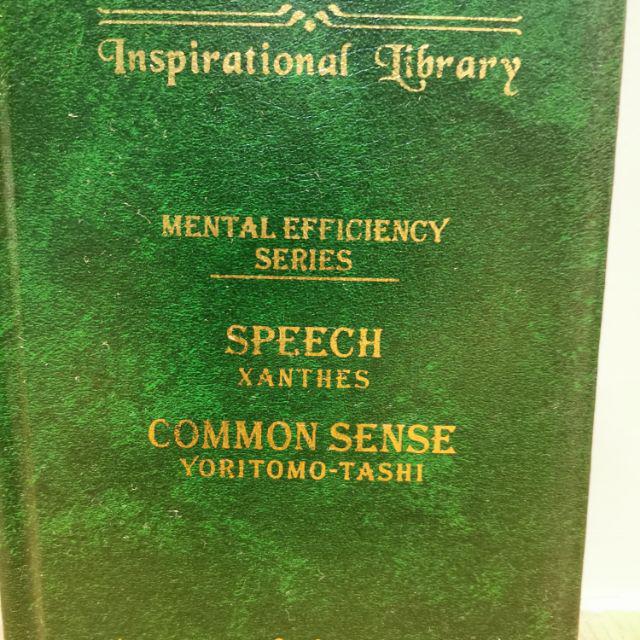 Inspirational Library
MENTAL EFFICIENCY
SERIES
SPEECH
XANTHES
COMMON SENSE
YORITOMO-TASHI